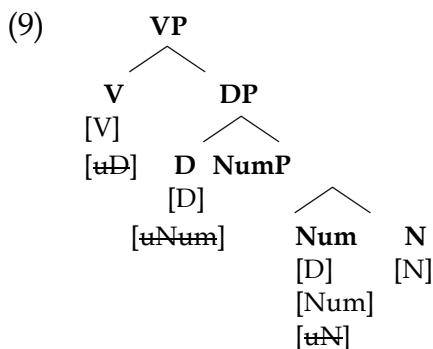 (9) VP
V DP
[V]
[uD] D NumP
[D]
[uNum] Num N
[D] [N]
[Num]
[uN]